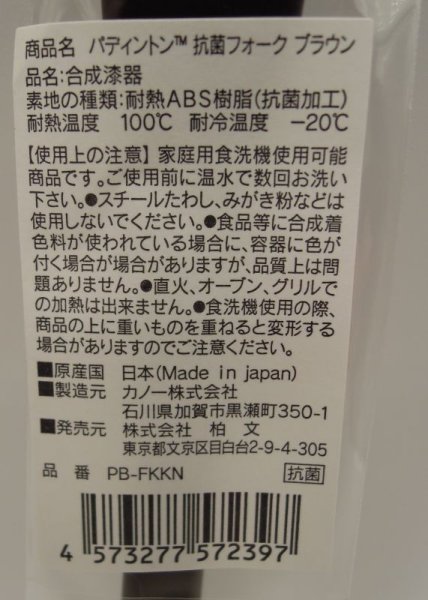 商品名 パディントン™ 抗菌フォーク ブラウン
品名:合成漆器
素地の種類:耐熱ABS樹脂(抗菌加工)
耐熱温度 100℃ 耐冷温度 −20℃
【使用上の注意】家庭用食洗機使用可能
商品です。ご使用前に温水で数回お洗い
下さい。●スチールたわし、みがき粉などは
使用しないでください。●食品等に合成着
色料が使われている場合に、容器に色が
付く場合が場合がありますが、品質上は問
題ありません。●直火、オーブン、グリルで
の加熱は出来ません。●食洗機使用の際、
商品の上に重いものを重ねると変形する
場合がありますのでご注意ください。
■原産国 日本(Made in japan)
■製造元 カノー株式会社
石川県加賀市黒瀬町350-1
■発売元 株式会社 柏 文
東京都文京区目白台2-9-4-305
品 番 PB-FKKN 抗菌
4 573277 572397